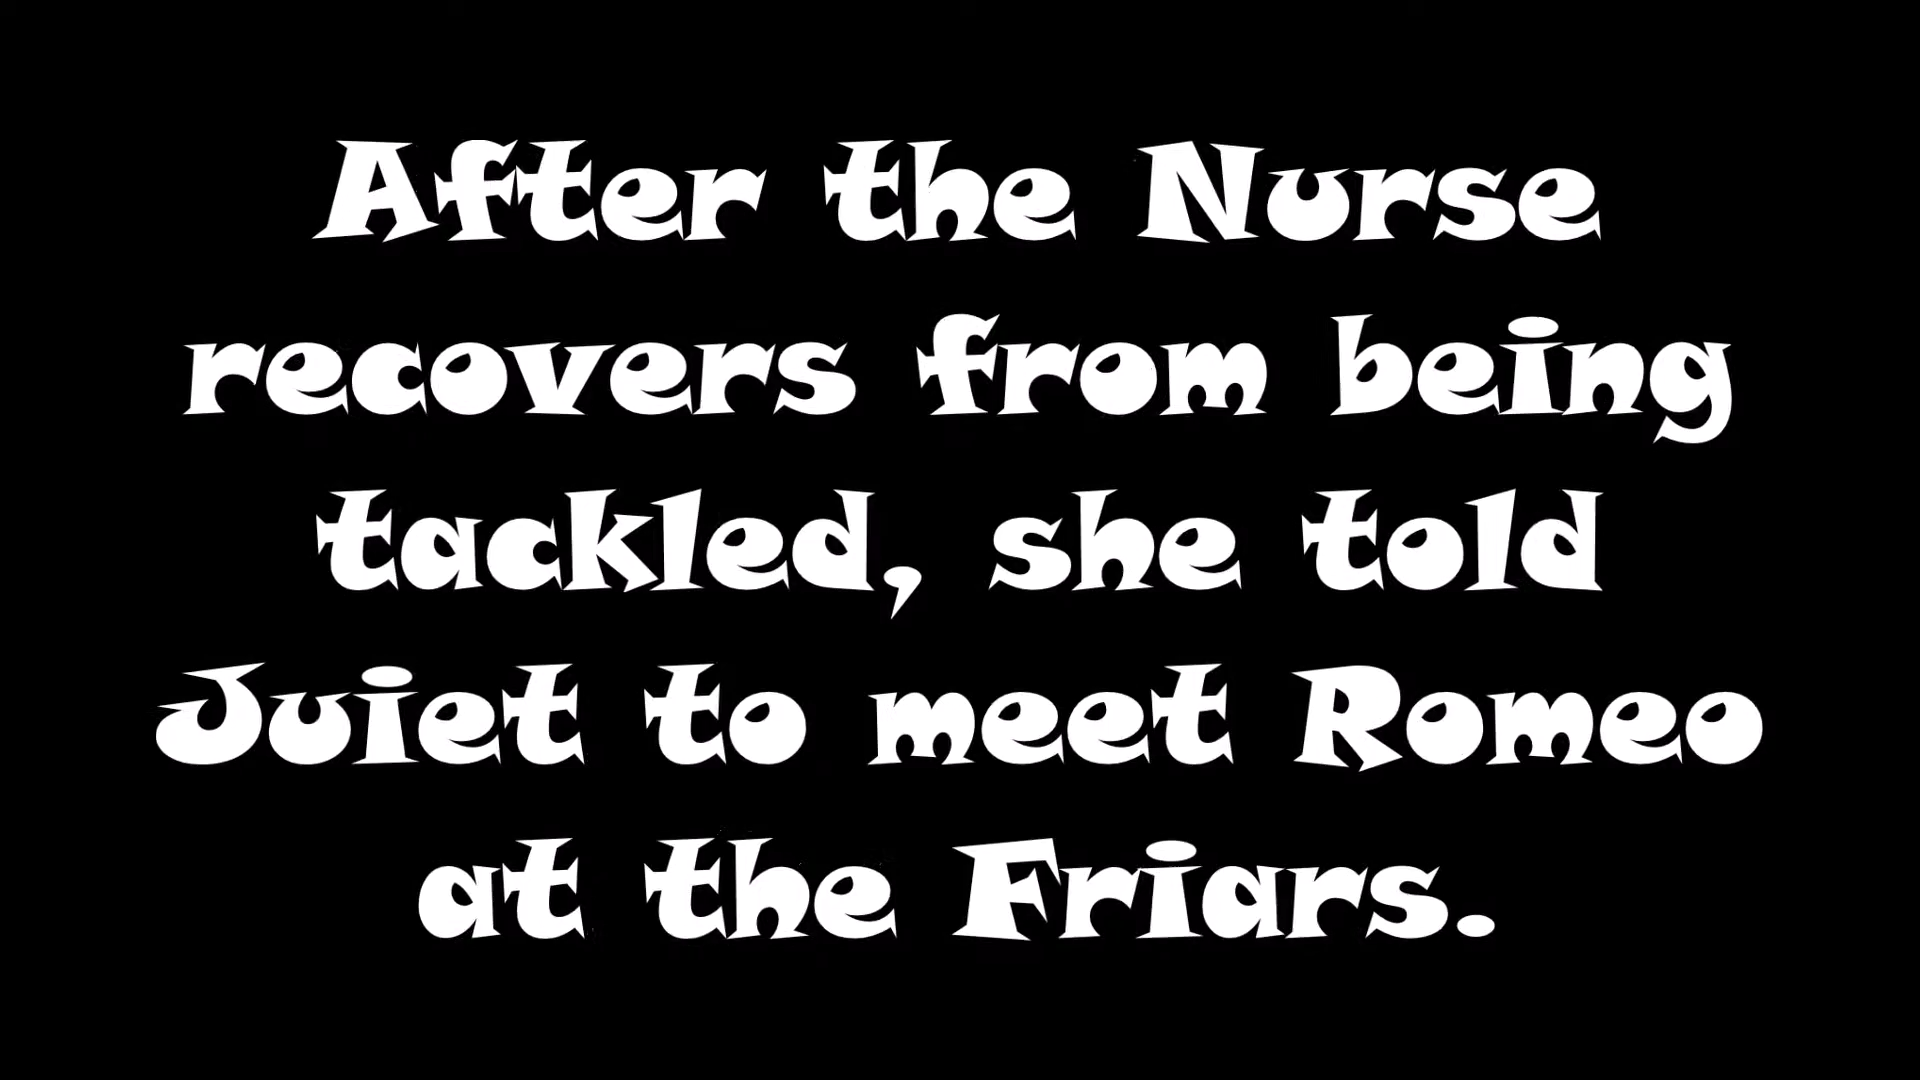 After the Nurse
recovers from being
tackled, she told
Juiet to meet Romeo
at the Friars.